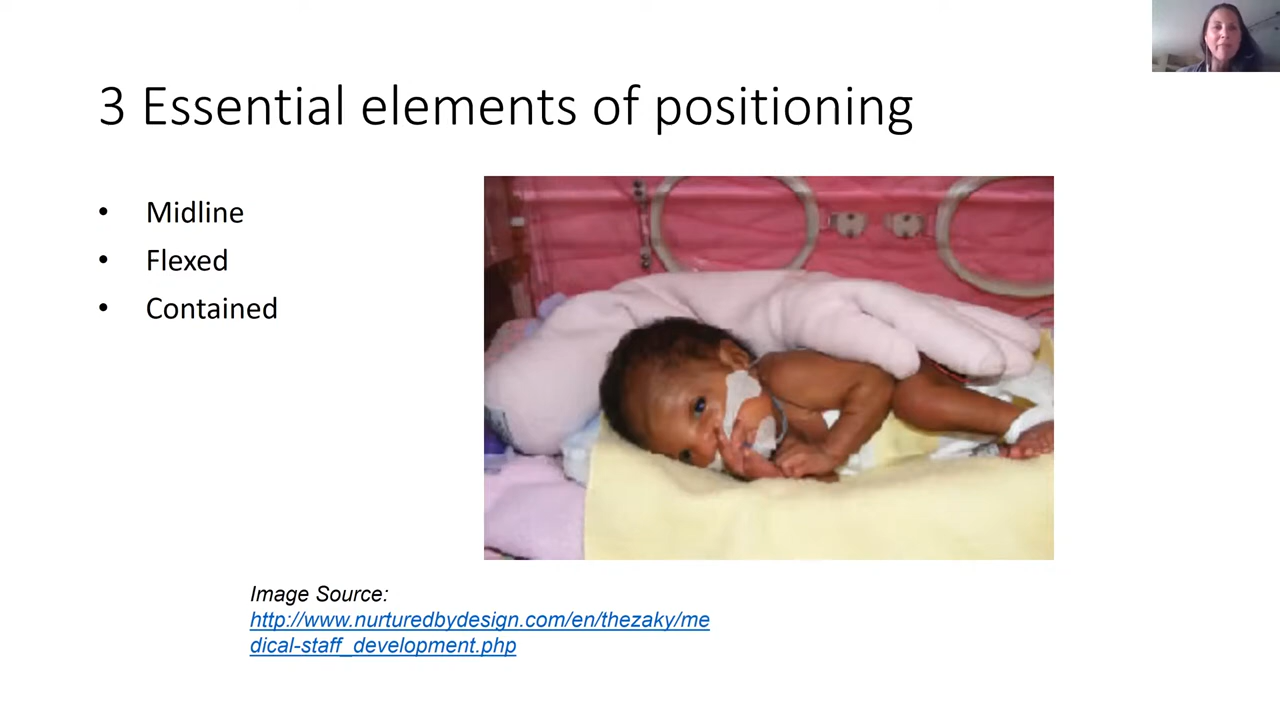 3 Essential elements of positioning
• Midline
• Flexed
• Contained
Image Source:
http://www.nurturedbydesign.com/en/thezaky/me
dical-staff_development.php